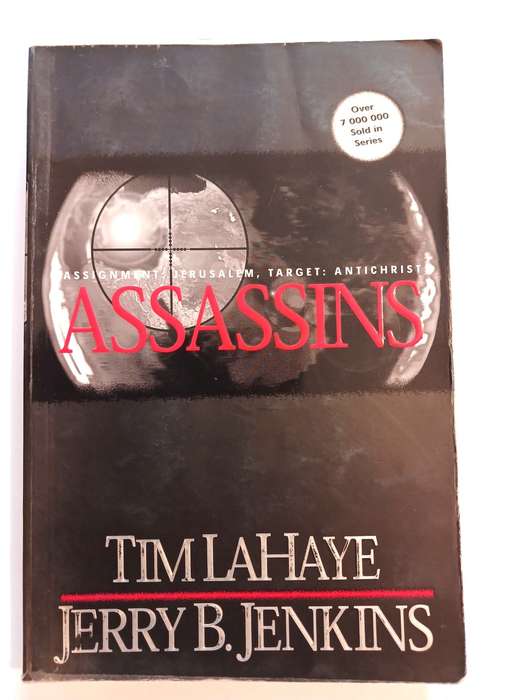 Over
7 000 000
Sold in
Series
ASSIGNMENT: JERUSALEM, TARGET: ANTICHRIST
ASSASSINS
TIM LAHAYE
JERRY B. JENKINS